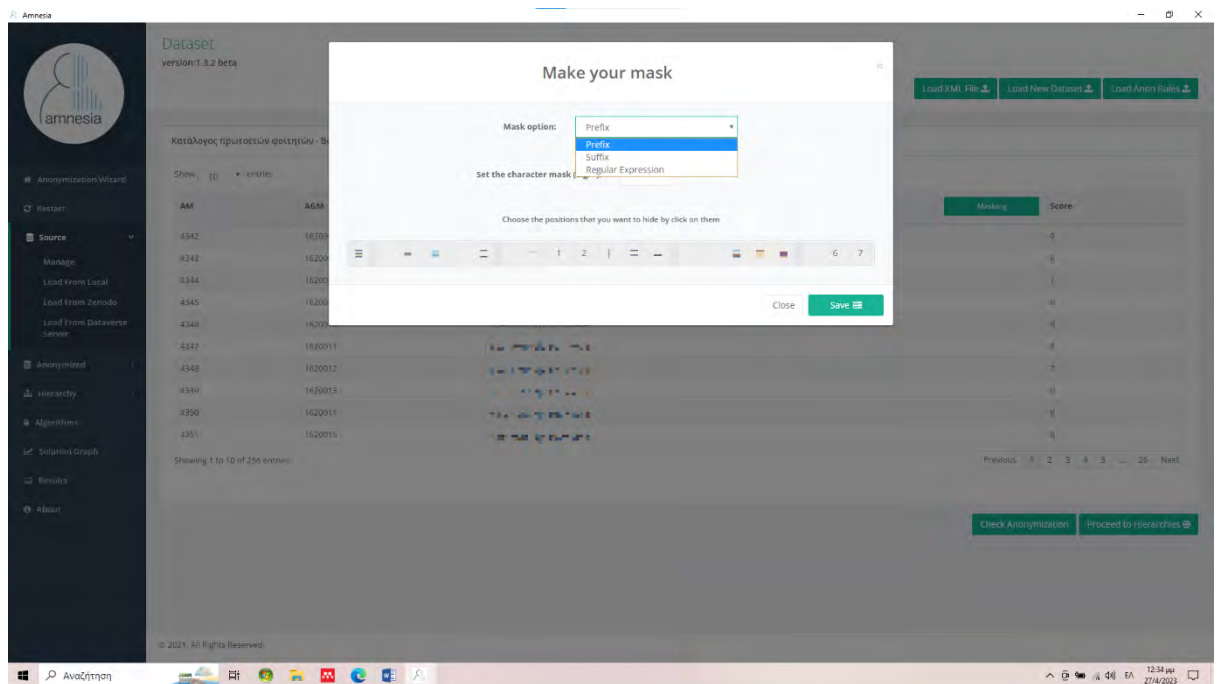 Amnesia
amnesia
Dataset
version:1.3.2 beta
Load XML File
Load New Dataset
Load Anon Rules
Make your mask
Mask option:
Prefix
Prefix
Suffix
Regular Expression
Set the character mask
Choose the positions that you want to hide by click on them
1 2 6 7
Close
Save
Κατάλογος πρωτοετών φοιτητών
Show 10 entries
AM AGM Masking Score
4342
4343
4344
4345
4346
4347 1620011
4348 1620012
4349 1620013
4350
4351 1620015
Showing 1 to 10 of 256 entries
Previous 1 2 3 4 5 ... 26 Next
Check Anonymization
Proceed to Hierarchies
Anonymization Wizard
Restart
Source
Manage
Load From Local
Load From Zenodo
Load From Dataverse
Server
Anonymized
Hierarchy
Algorithms
Solution Graph
Results
About
© 2021. All Rights Reserved.
Αναζήτηση
ΕΛ
12:34 μμ
27/4/2023